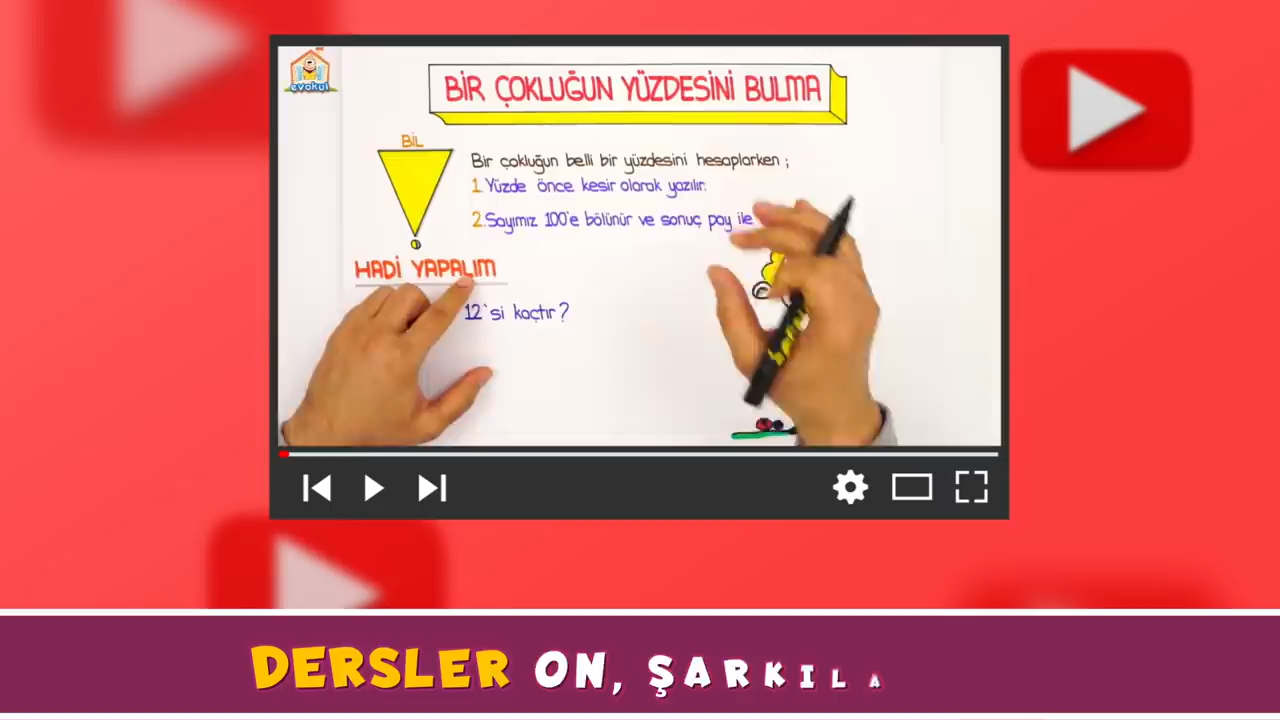 evokul
BİR ÇOKLUĞUN YÜZDESİNİ BULMA
BİL
Bir çokluğun belli bir yüzdesini hesaplarken ;
1. Yüzde önce kesir olarak yazılır.
2. Sayımız 100'e bölünür ve sonuç pay ile
HADİ YAPALIM
12'si kaçtır?
DERSLER ON, ŞARKILA